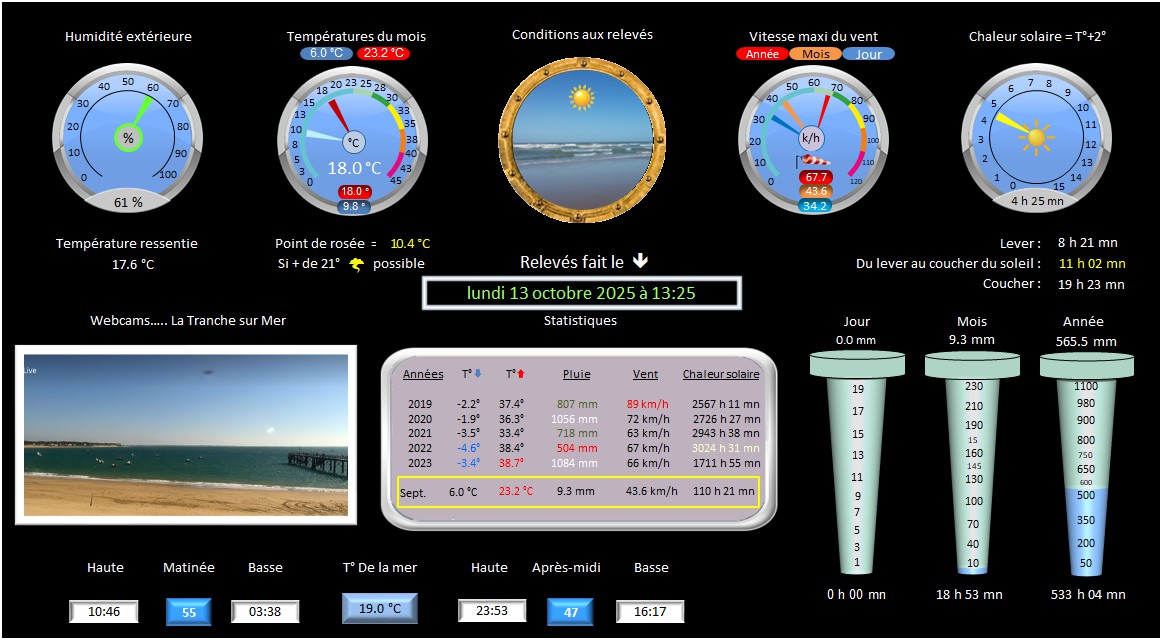 Humidité extérieure
Températures du mois
Conditions aux relevés
Vitesse maxi du vent
Chaleur solaire = T°+2°
6.0 °C 23.2 °C
Année Mois Jour
0 10 20 30 40 50 60 70 80 90 100
%
61 %
0 3 5 8 10 13 15 18 20 23 25 28 30 33 35 38 40 43 45
°C
18.0 °C
18.0 °
9.8 °
0 10 20 30 40 50 60 70 80 90 100 110 120
k/h
67.7
43.6
34.2
0 1 2 3 4 5 6 7 8 9 10 11 12 13 14 15
4 h 25 mn
Température ressentie
17.6 °C
Point de rosée = 10.4 °C
Si + de 21° possible
Relevés fait le
lundi 13 octobre 2025 à 13:25
Lever : 8 h 21 mn
Du lever au coucher du soleil : 11 h 02 mn
Coucher : 19 h 23 mn
Webcams….. La Tranche sur Mer
Live
Statistiques
Années T° T° Pluie Vent Chaleur solaire
2019 -2.2° 37.4° 807 mm 89 km/h 2567 h 11 mn
2020 -1.9° 36.3° 1056 mm 72 km/h 2726 h 27 mn
2021 -3.5° 33.4° 718 mm 63 km/h 2943 h 38 mn
2022 -4.6° 38.4° 504 mm 67 km/h 3024 h 31 mn
2023 -3.4° 38.7° 1084 mm 66 km/h 1711 h 55 mn
Sept. 6.0 °C 23.2 °C 9.3 mm 43.6 km/h 110 h 21 mn
Jour
0.0 mm
19
17
15
13
11
9
7
5
3
1
0 h 00 mn
Mois
9.3 mm
230
210
190
15
160
145
130
100
70
40
10
18 h 53 mn
Année
565.5 mm
1100
980
900
800
750
650
600
500
350
200
50
533 h 04 mn
Haute Matinée Basse T° De la mer Haute Après-midi Basse
10:46 55 03:38 19.0 °C 23:53 47 16:17